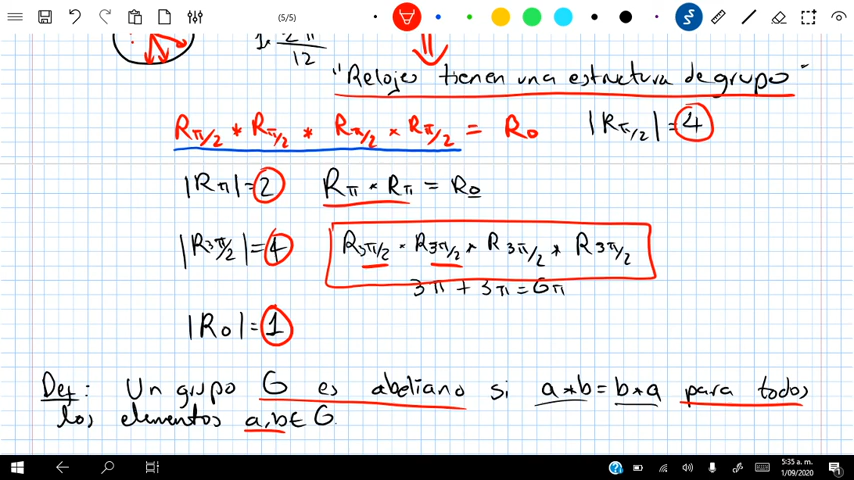 (5/5)
1 * 2π/12
"Reloj tienen una estructura de grupo"
Rπ/2 * Rπ/2 * Rπ/2 * Rπ/2 = R0 |Rπ/2| = 4
|Rπ| = 2 Rπ * Rπ = R0
|R3π/2| = 4 R3π/2 * R3π/2 * R3π/2 * R3π/2
3π + 3π = 6π
|R0| = 1
Def: Un grupo G es abeliano si a*b = b*a para todos
los elementos a,b ∈ G.
5:35 a. m.
1/09/2020